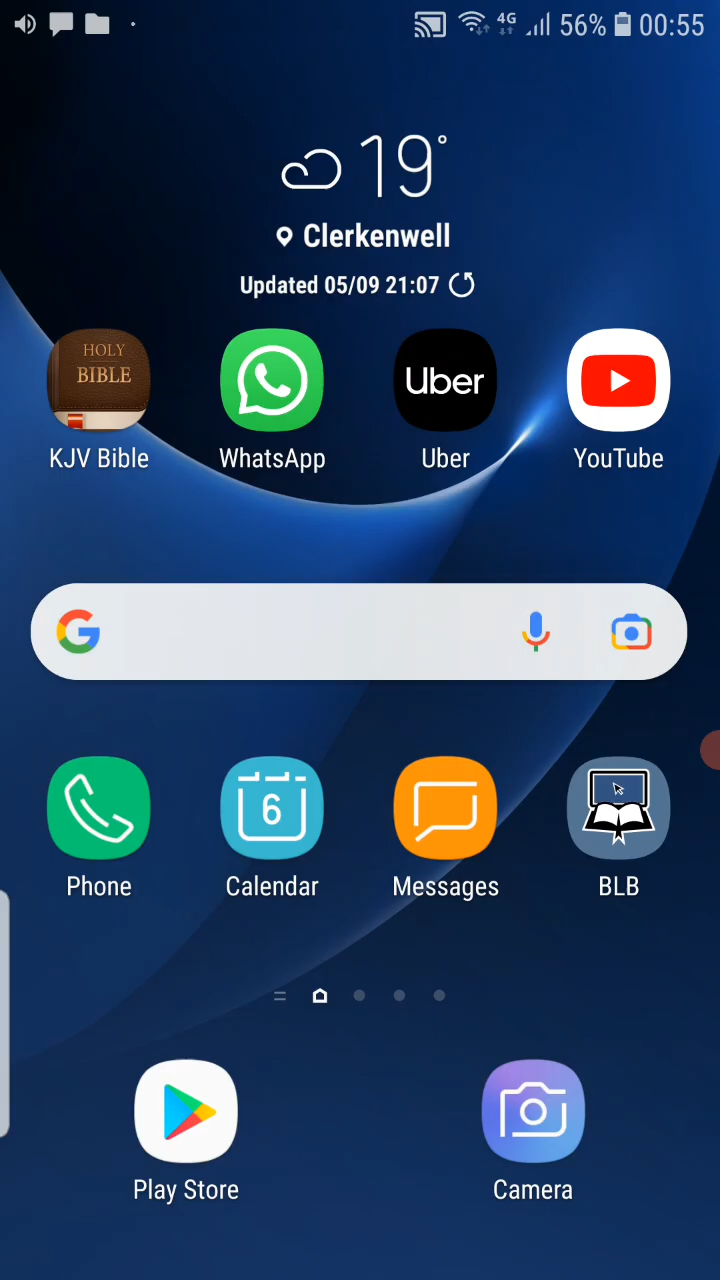 4G 56% 00:55
19°
Clerkenwell
Updated 05/09 21:07
HOLY
BIBLE
Uber
KJV Bible WhatsApp Uber YouTube
G
6
Phone Calendar Messages BLB
Play Store Camera